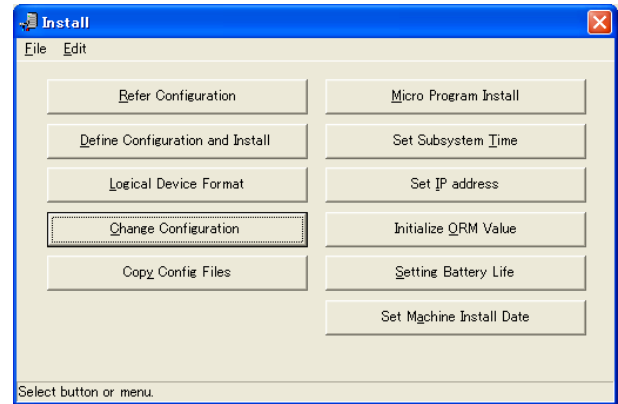 Install
File Edit
Refer Configuration
Define Configuration and Install
Logical Device Format
Change Configuration
Copy Config Files
Micro Program Install
Set Subsystem Time
Set IP address
Initialize ORM Value
Setting Battery Life
Set Machine Install Date
Select button or menu.